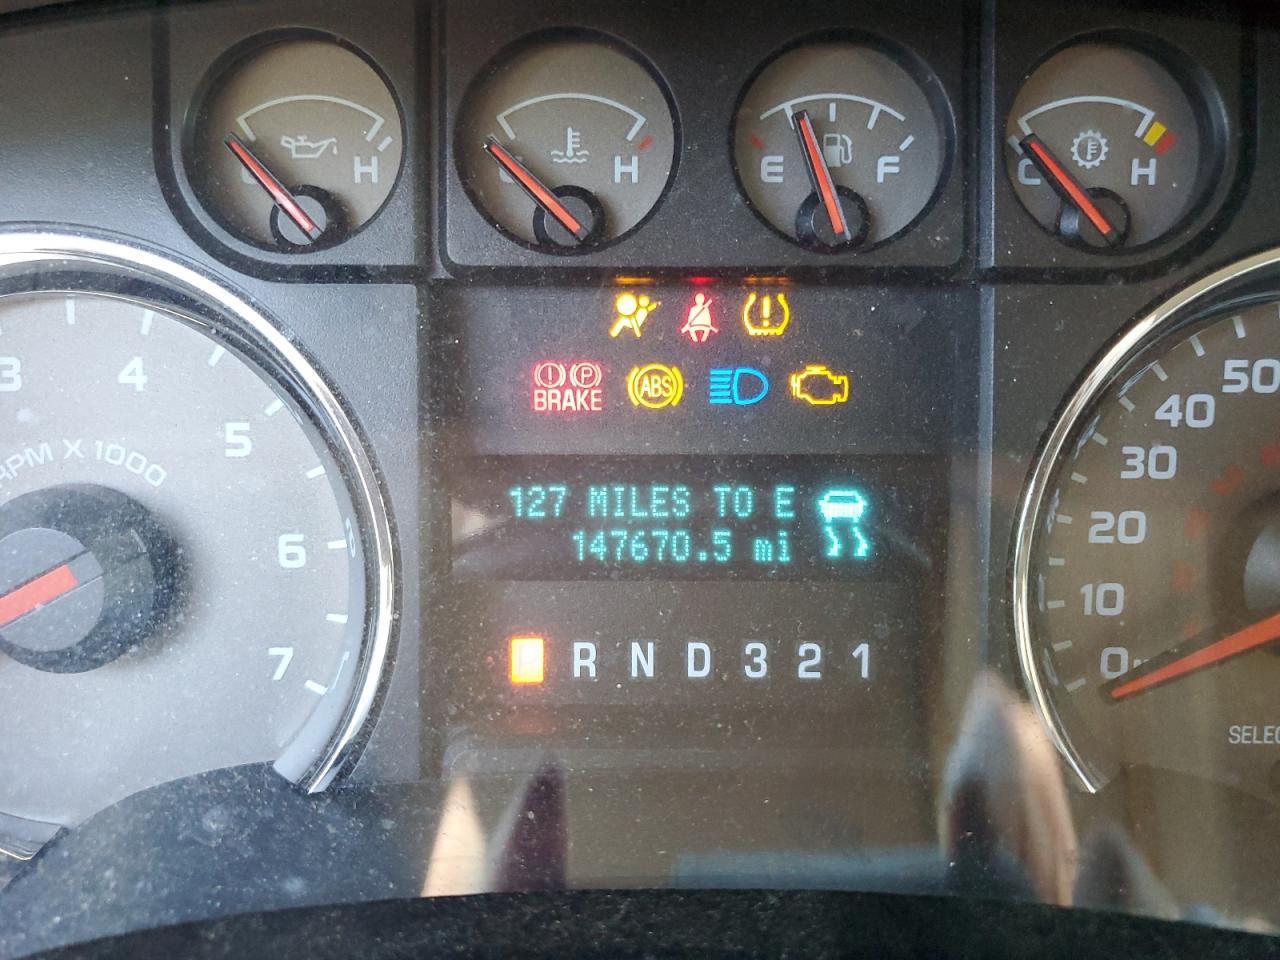 H
H
E F
C H
BRAKE
ABS
127 MILES TO E
147670.5 mi
R N D 3 2 1
3 4 5 6 7
RPM X 1000
50
40
30
20
10
0